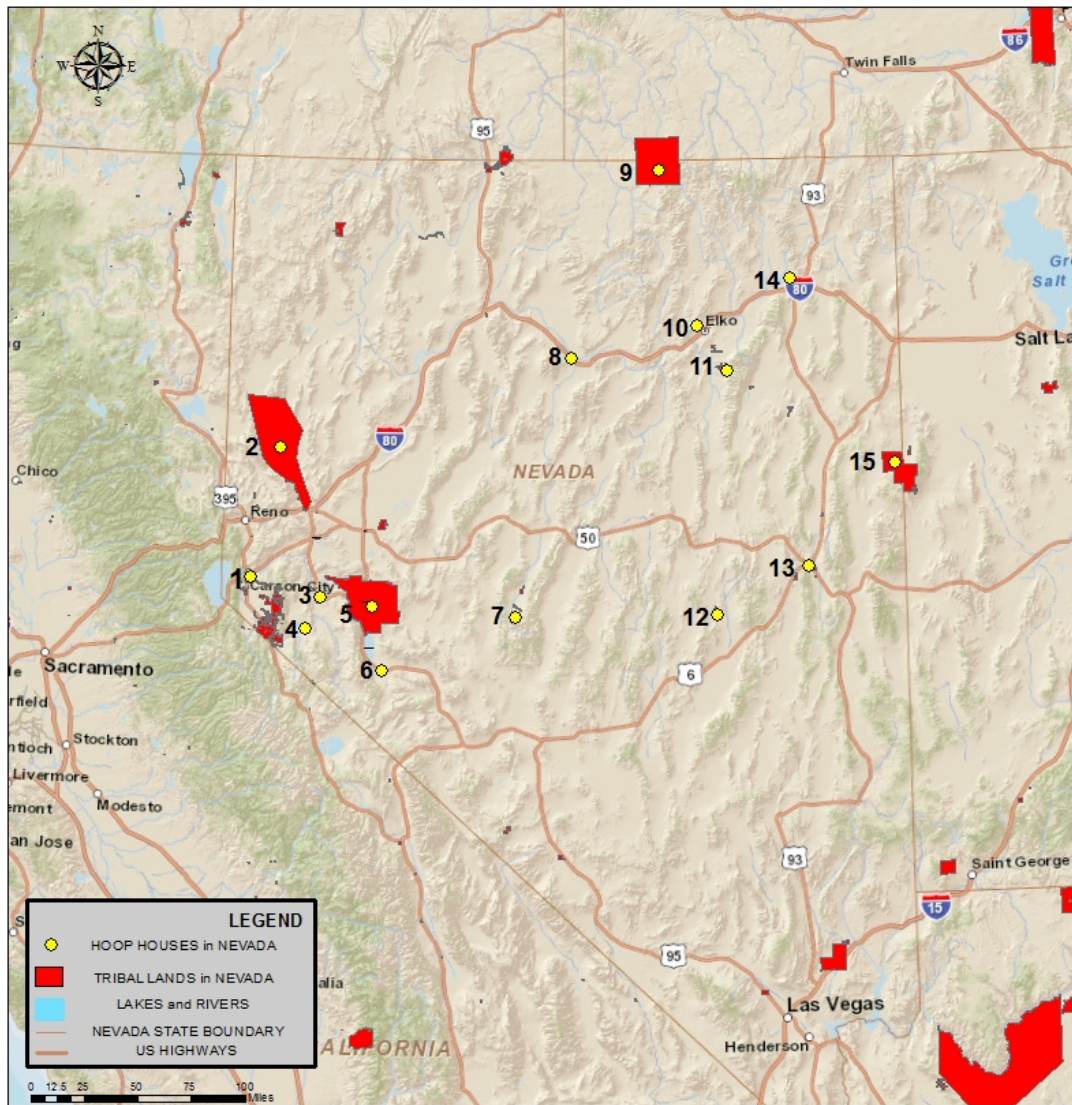 N
W E
S
86
Twin Falls
95
9
93
Gre
Salt
14
80
10
Elko
Salt La
8
11
2
80
NEVADA
15
Chico
395
Reno
50
13
1
Carson City
3
5
7
12
4
Sacramento
6
6
le
rfield
Stockton
ntioch
Livermore
emont
Modesto
an Jose
93
Saint George
15
LEGEND
HOOP HOUSES in NEVADA
TRIBAL LANDS in NEVADA
LAKES and RIVERS
NEVADA STATE BOUNDARY
US HIGHWAYS
95
alia
Las Vegas
Henderson
CALIFORNIA
0 12.5 25 50 75 100
Miles